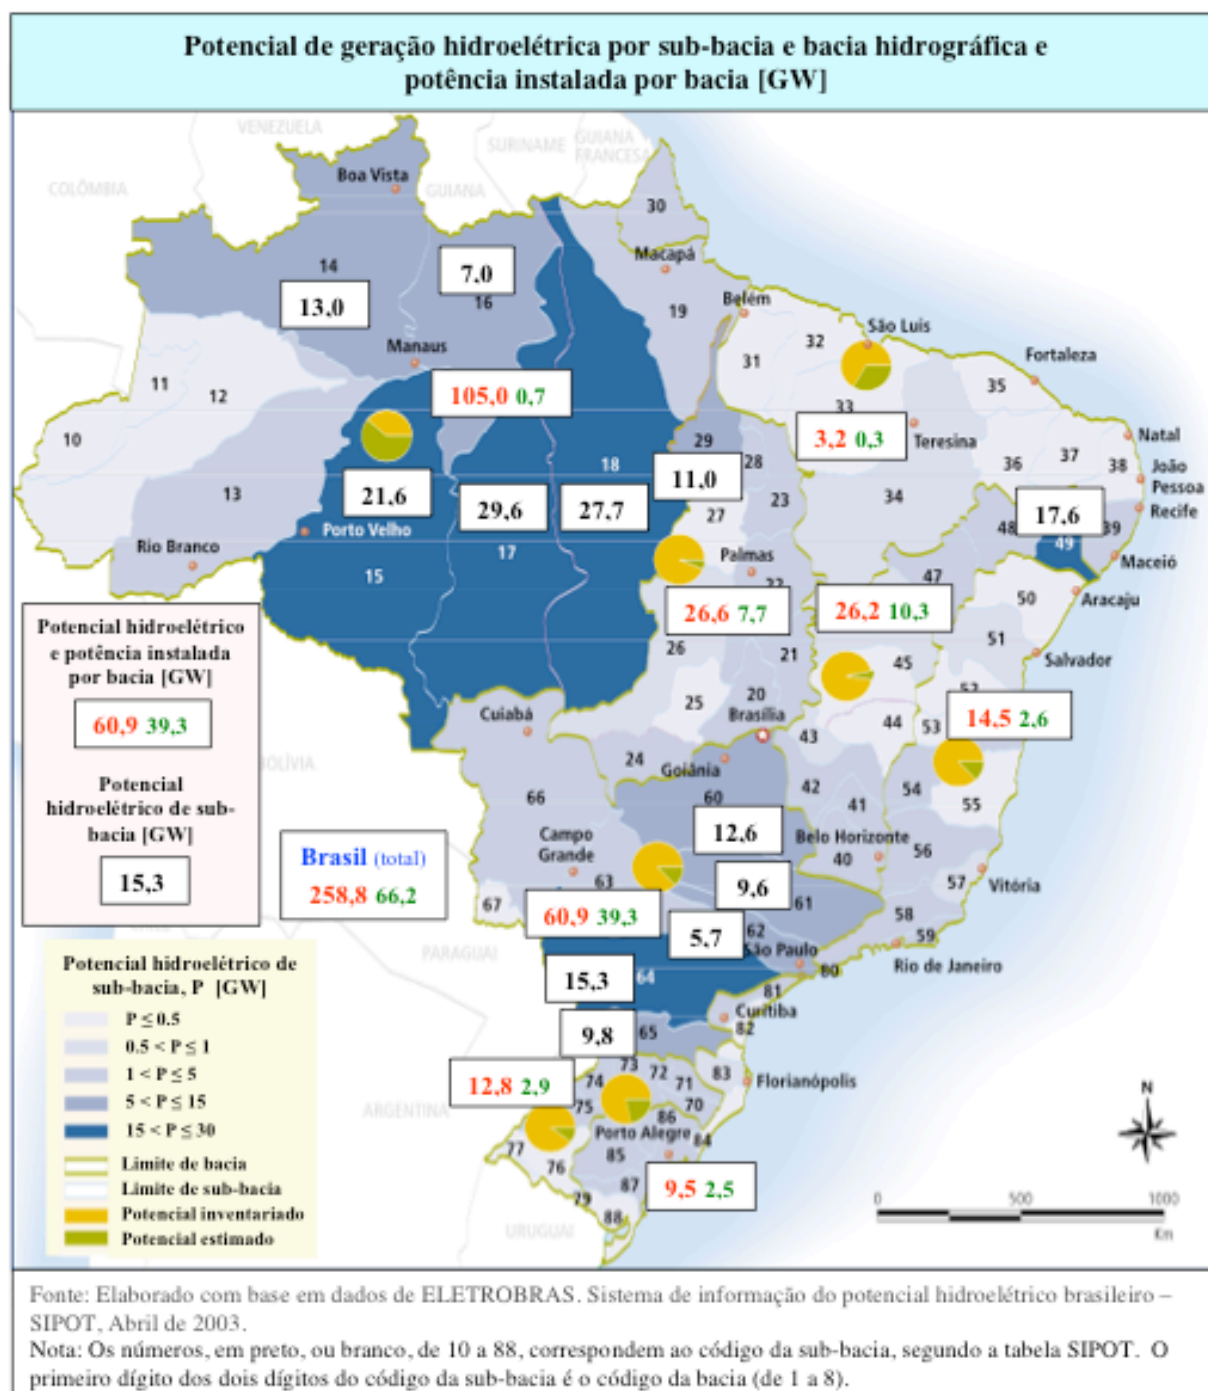 Potencial de geração hidroelétrica por sub-bacia e bacia hidrográfica e
potência instalada por bacia [GW]
VENEZUELA
SURINAME
GUIANA
FRANCESA
COLÔMBIA
Boa Vista
GUIANA
30
14
7,0
Macapá
13,0
16
Belém
19
São Luis
32
Manaus
31
Fortaleza
11
35
12
105,0 0,7
33
10
3,2 0,3
Teresina
Natal
29
37
18
28
36
38
João
Pessoa
11,0
13
21,6
23
34
29,6
27,7
27
17,6
Recife
Porto Velho
48
39
49
Rio Branco
17
Palmas
Maceió
15
22
47
Aracaju
50
26,6 7,7
26,2 10,3
Potencial hidroelétrico
e potência instalada
por bacia [GW]
60,9 39,3
Potencial
hidroelétrico de sub-
bacia [GW]
15,3
26
21
45
51
Salvador
52
25
20
Brasília
Cuiabá
44
53
14,5 2,6
43
24
Goiânia
BOLÍVIA
66
60
42
54
41
55
12,6
Campo
Grande
Belo Horizonte
40
56
Brasil (total)
258,8 66,2
63
9,6
57
Vitória
67
61
60,9 39,3
58
62
5,7
59
PARAGUAI
São Paulo
Rio de Janeiro
80
15,3
64
81
Curitiba
82
9,8
65
Potencial hidroelétrico de
sub-bacia, P [GW]
P ≤ 0.5
0.5 < P ≤ 1
1 < P ≤ 5
5 < P ≤ 15
15 < P ≤ 30
Limite de bacia
Limite de sub-bacia
Potencial inventariado
Potencial estimado
12,8 2,9
73
72
83
74
71
Florianópolis
75
70
ARGENTINA
86
Porto Alegre
84
77
85
76
9,5 2,5
87
79
88
URUGUAI
N
0 500 1000
Km
Fonte: Elaborado com base em dados de ELETROBRAS. Sistema de informação do potencial hidroelétrico brasileiro –
SIPOT, Abril de 2003.
Nota: Os números, em preto, ou branco, de 10 a 88, correspondem ao código da sub-bacia, segundo a tabela SIPOT. O
primeiro dígito dos dois dígitos do código da sub-bacia é o código da bacia (de 1 a 8).